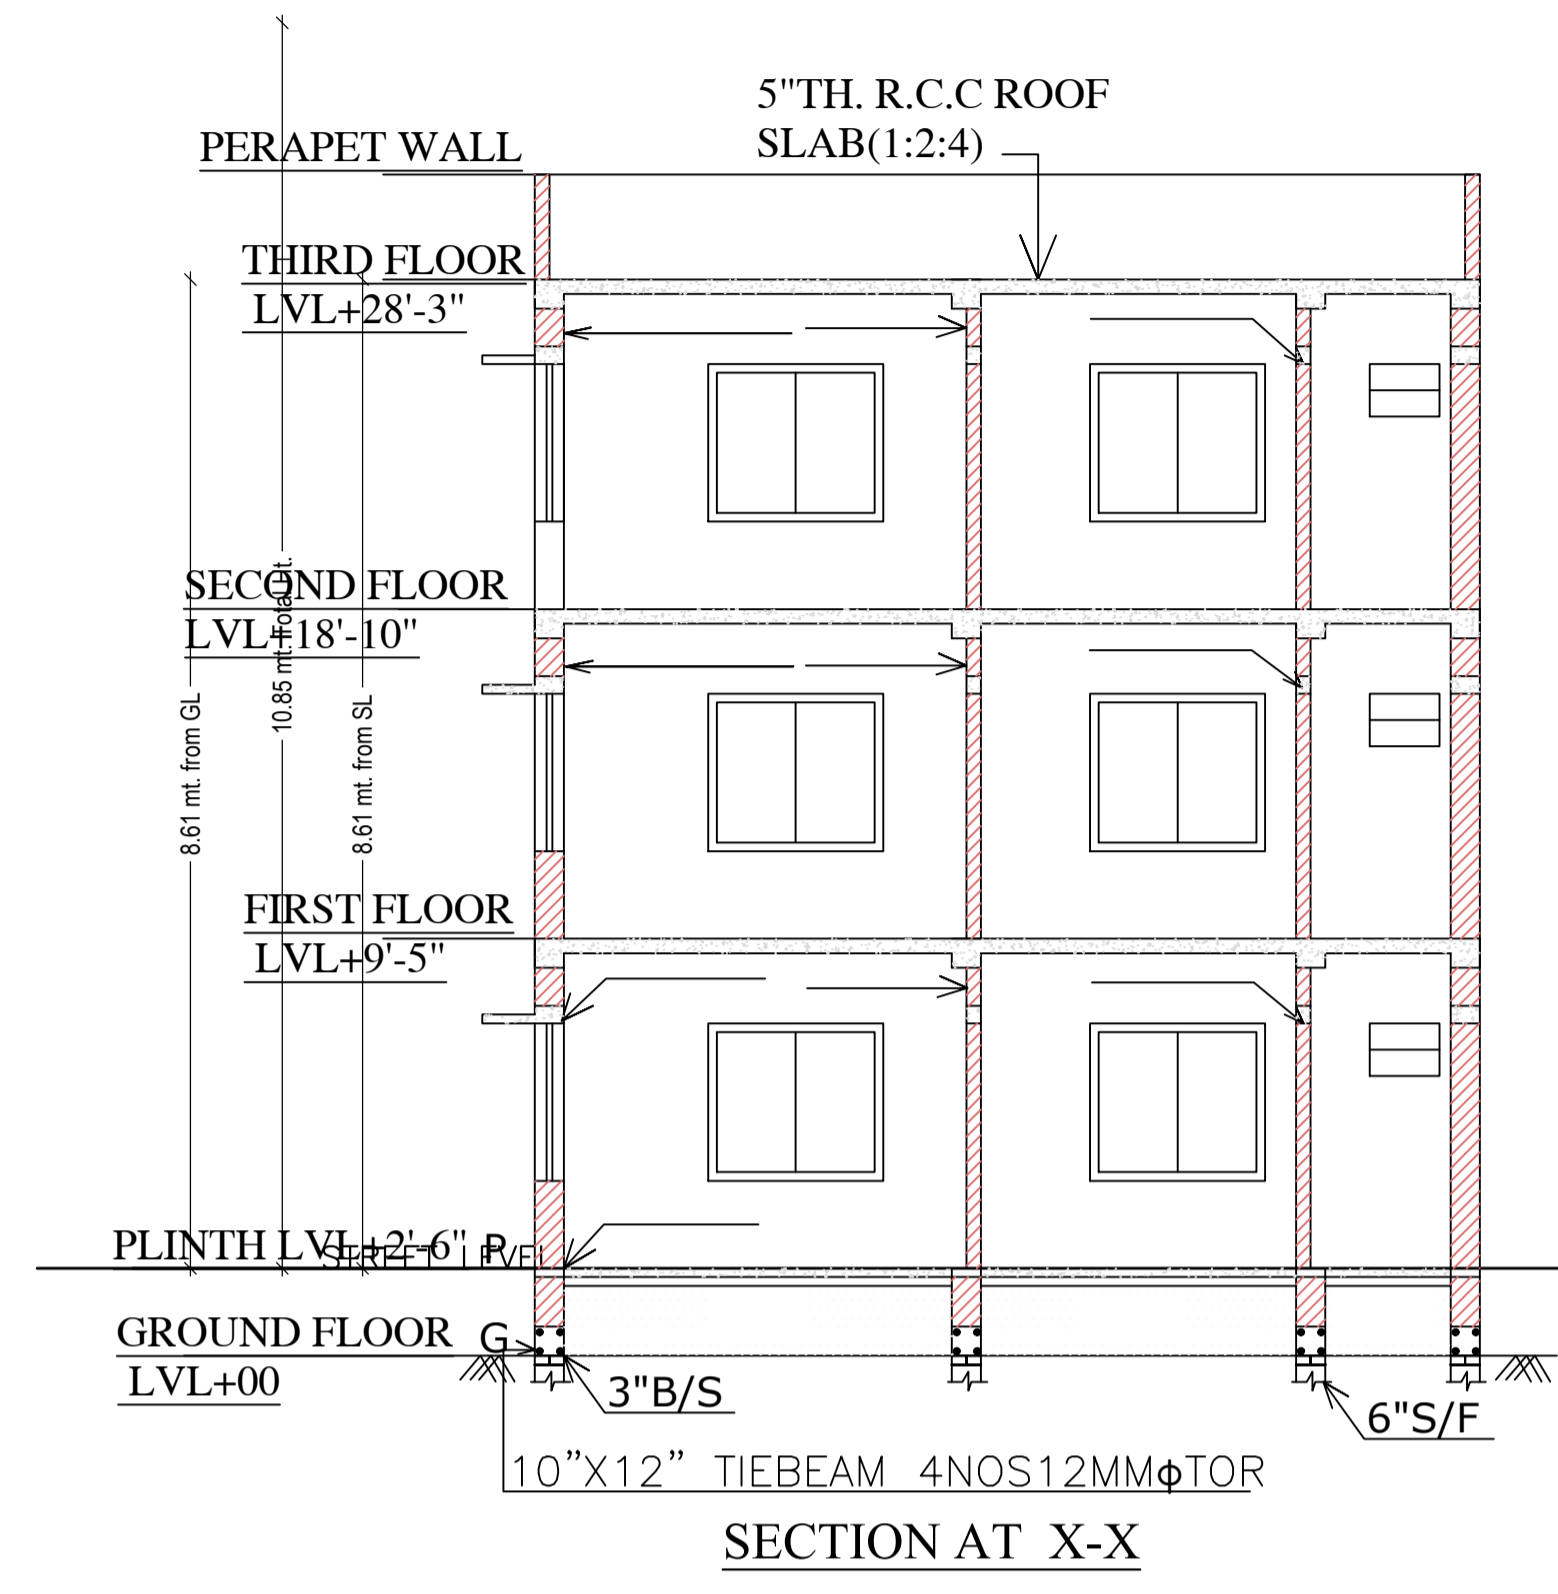 5"TH. R.C.C ROOF
SLAB(1:2:4)
PERAPET WALL
THIRD FLOOR
LVL+28'-3"
SECOND FLOOR
LVL+18'-10"
10.85 mt. Total Ht.
8.61 mt. from GL
8.61 mt. from SL
FIRST FLOOR
LVL+9'-5"
PLINTH LVL+2'-6" P
STREET LEVEL
GROUND FLOOR G
LVL+00
3"B/S
6"S/F
10”X12” TIEBEAM 4NOS12MMϕTOR
SECTION AT X-X